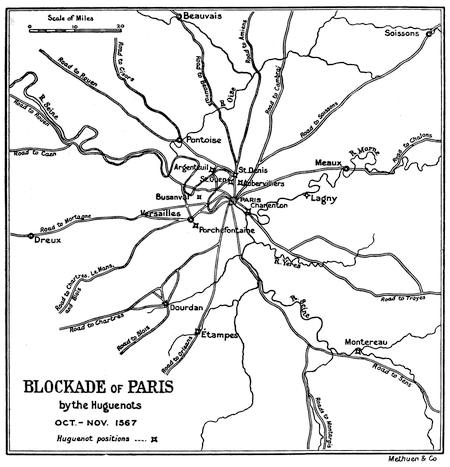 Scale of Miles
10
20
Beauvais
Soissons
Road to Gisors
Road to Amiens
Road to Beauvais
Road to Cambrai
Road to Rouen
R. Oise
Road to Soissons
R. Seine
Road to Rouen
Pontoise
R. Marne
Road to Chalons
Road to Caen
Argenteuil
St. Denis
Meaux
St. Ouen
Aubervilliers
Busanval
PARIS
Lagny
Charenton
Versailles
Road to Mortagne
Porchefontaine
Dreux
R. Yères
Road to Chartres, Le Mans,
and Blois
R. Seine
Road to Troyes
Dourdan
Road to Chartres
Road to Blois
Étampes
Road to Orleans
Montereau
Road to Sens
Road to Montargis
BLOCKADE OF PARIS
by the Huguenots
OCT. – NOV. 1567
Huguenot positions ....
Methuen & Co